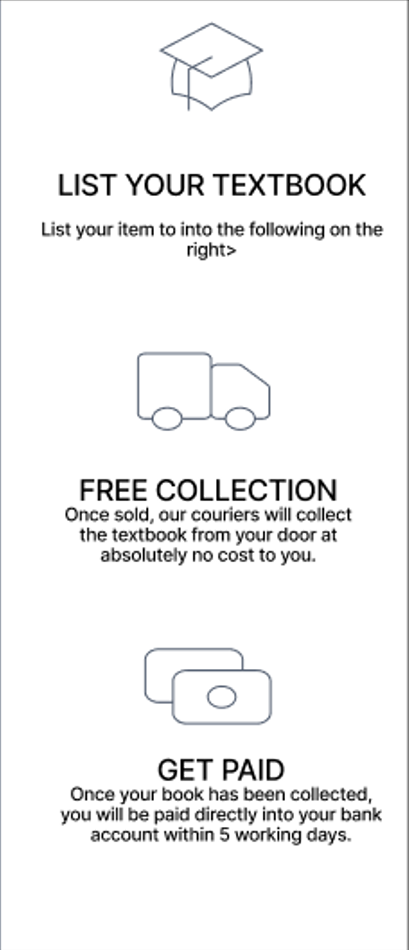 LIST YOUR TEXTBOOK
List your item to into the following on the
right>
FREE COLLECTION
Once sold, our couriers will collect
the textbook from your door at
absolutely no cost to you.
GET PAID
Once your book has been collected,
you will be paid directly into your bank
account within 5 working days.